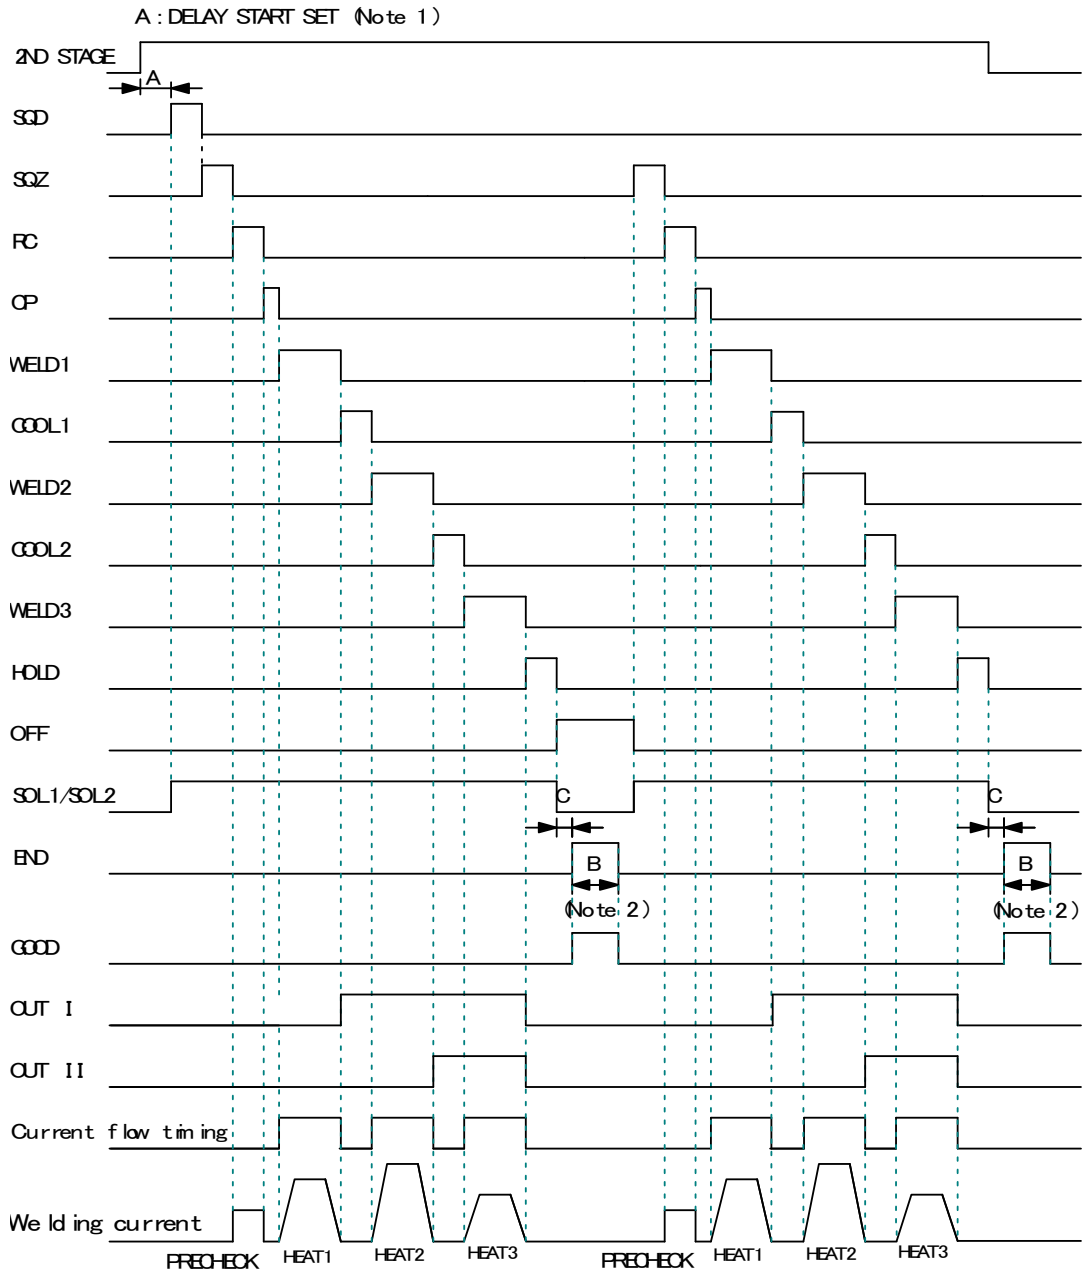 A : DELAY START SET (Note 1)
2ND STAGE
A
SQD
SQZ
RC
CP
WELD1
COOL1
WELD2
COOL2
WELD3
HOLD
OFF
SOL1/SOL2
C
C
END
B
B
(Note 2)
(Note 2)
GOOD
OUT I
OUT II
Current flow timing
Welding current
PRECHECK
HEAT1
HEAT2
HEAT3
PRECHECK
HEAT1
HEAT2
HEAT3